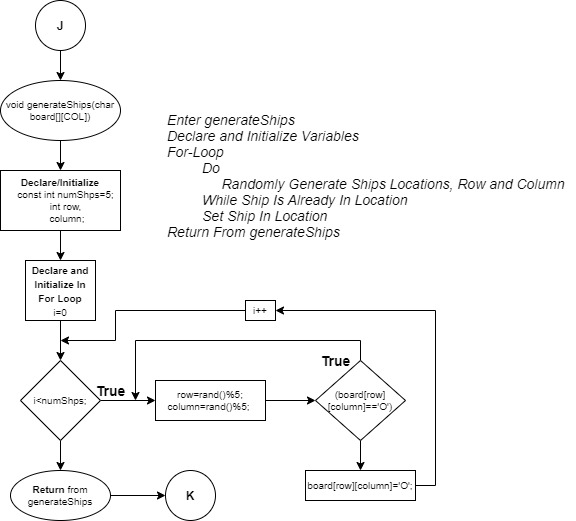 J
void generateShips(char
board[][COL])
Enter generateShips
Declare and Initialize Variables
For-Loop
Do
Randomly Generate Ships Locations, Row and Column
While Ship Is Already In Location
Set Ship In Location
Return From generateShips
Declare/Initialize
const int numShps=5;
int row,
column;
Declare and
Initialize In
For Loop
i=0
i++
i<numShps;
True
row=rand()%5;
column=rand()%5;
True
(board[row]
[column]=='O')
board[row][column]='O';
Return from
generateShips
K